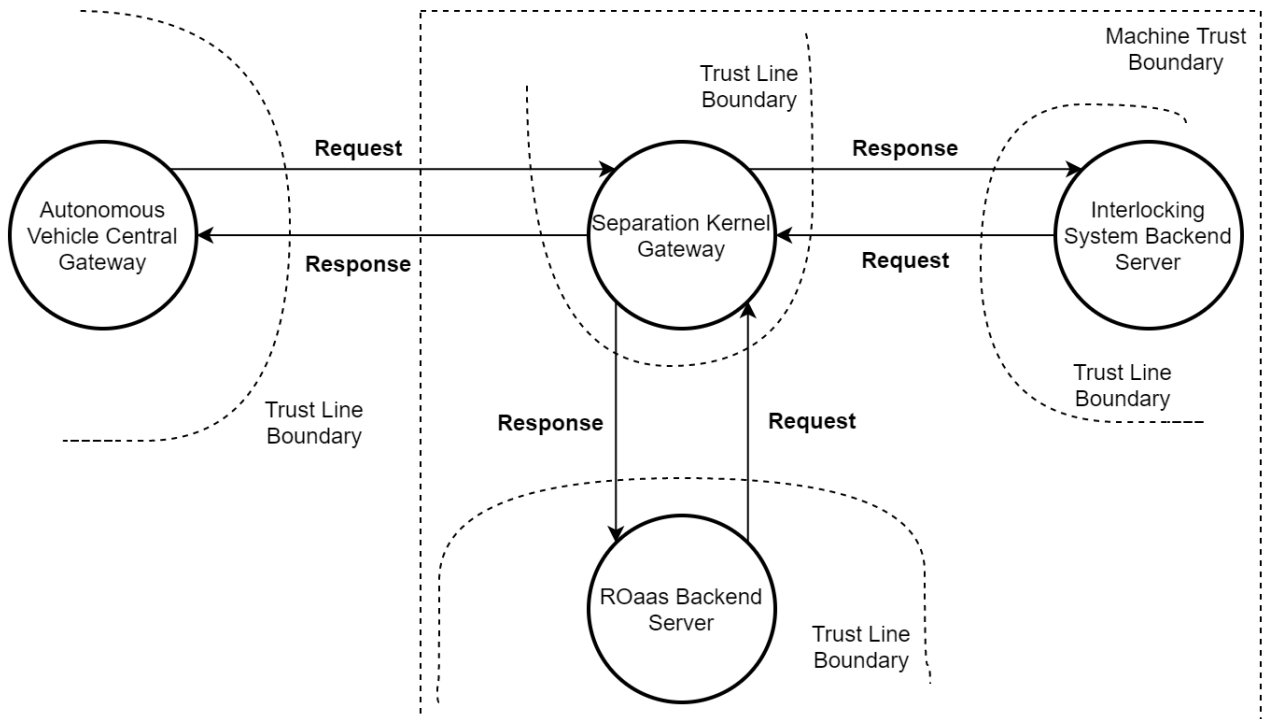 Machine Trust
Boundary
Trust Line
Boundary
Request
Response
Autonomous
Vehicle Central
Gateway
Separation Kernel
Gateway
Interlocking
System Backend
Server
Response
Request
Trust Line
Boundary
Trust Line
Boundary
Response
Request
ROaas Backend
Server
Trust Line
Boundary